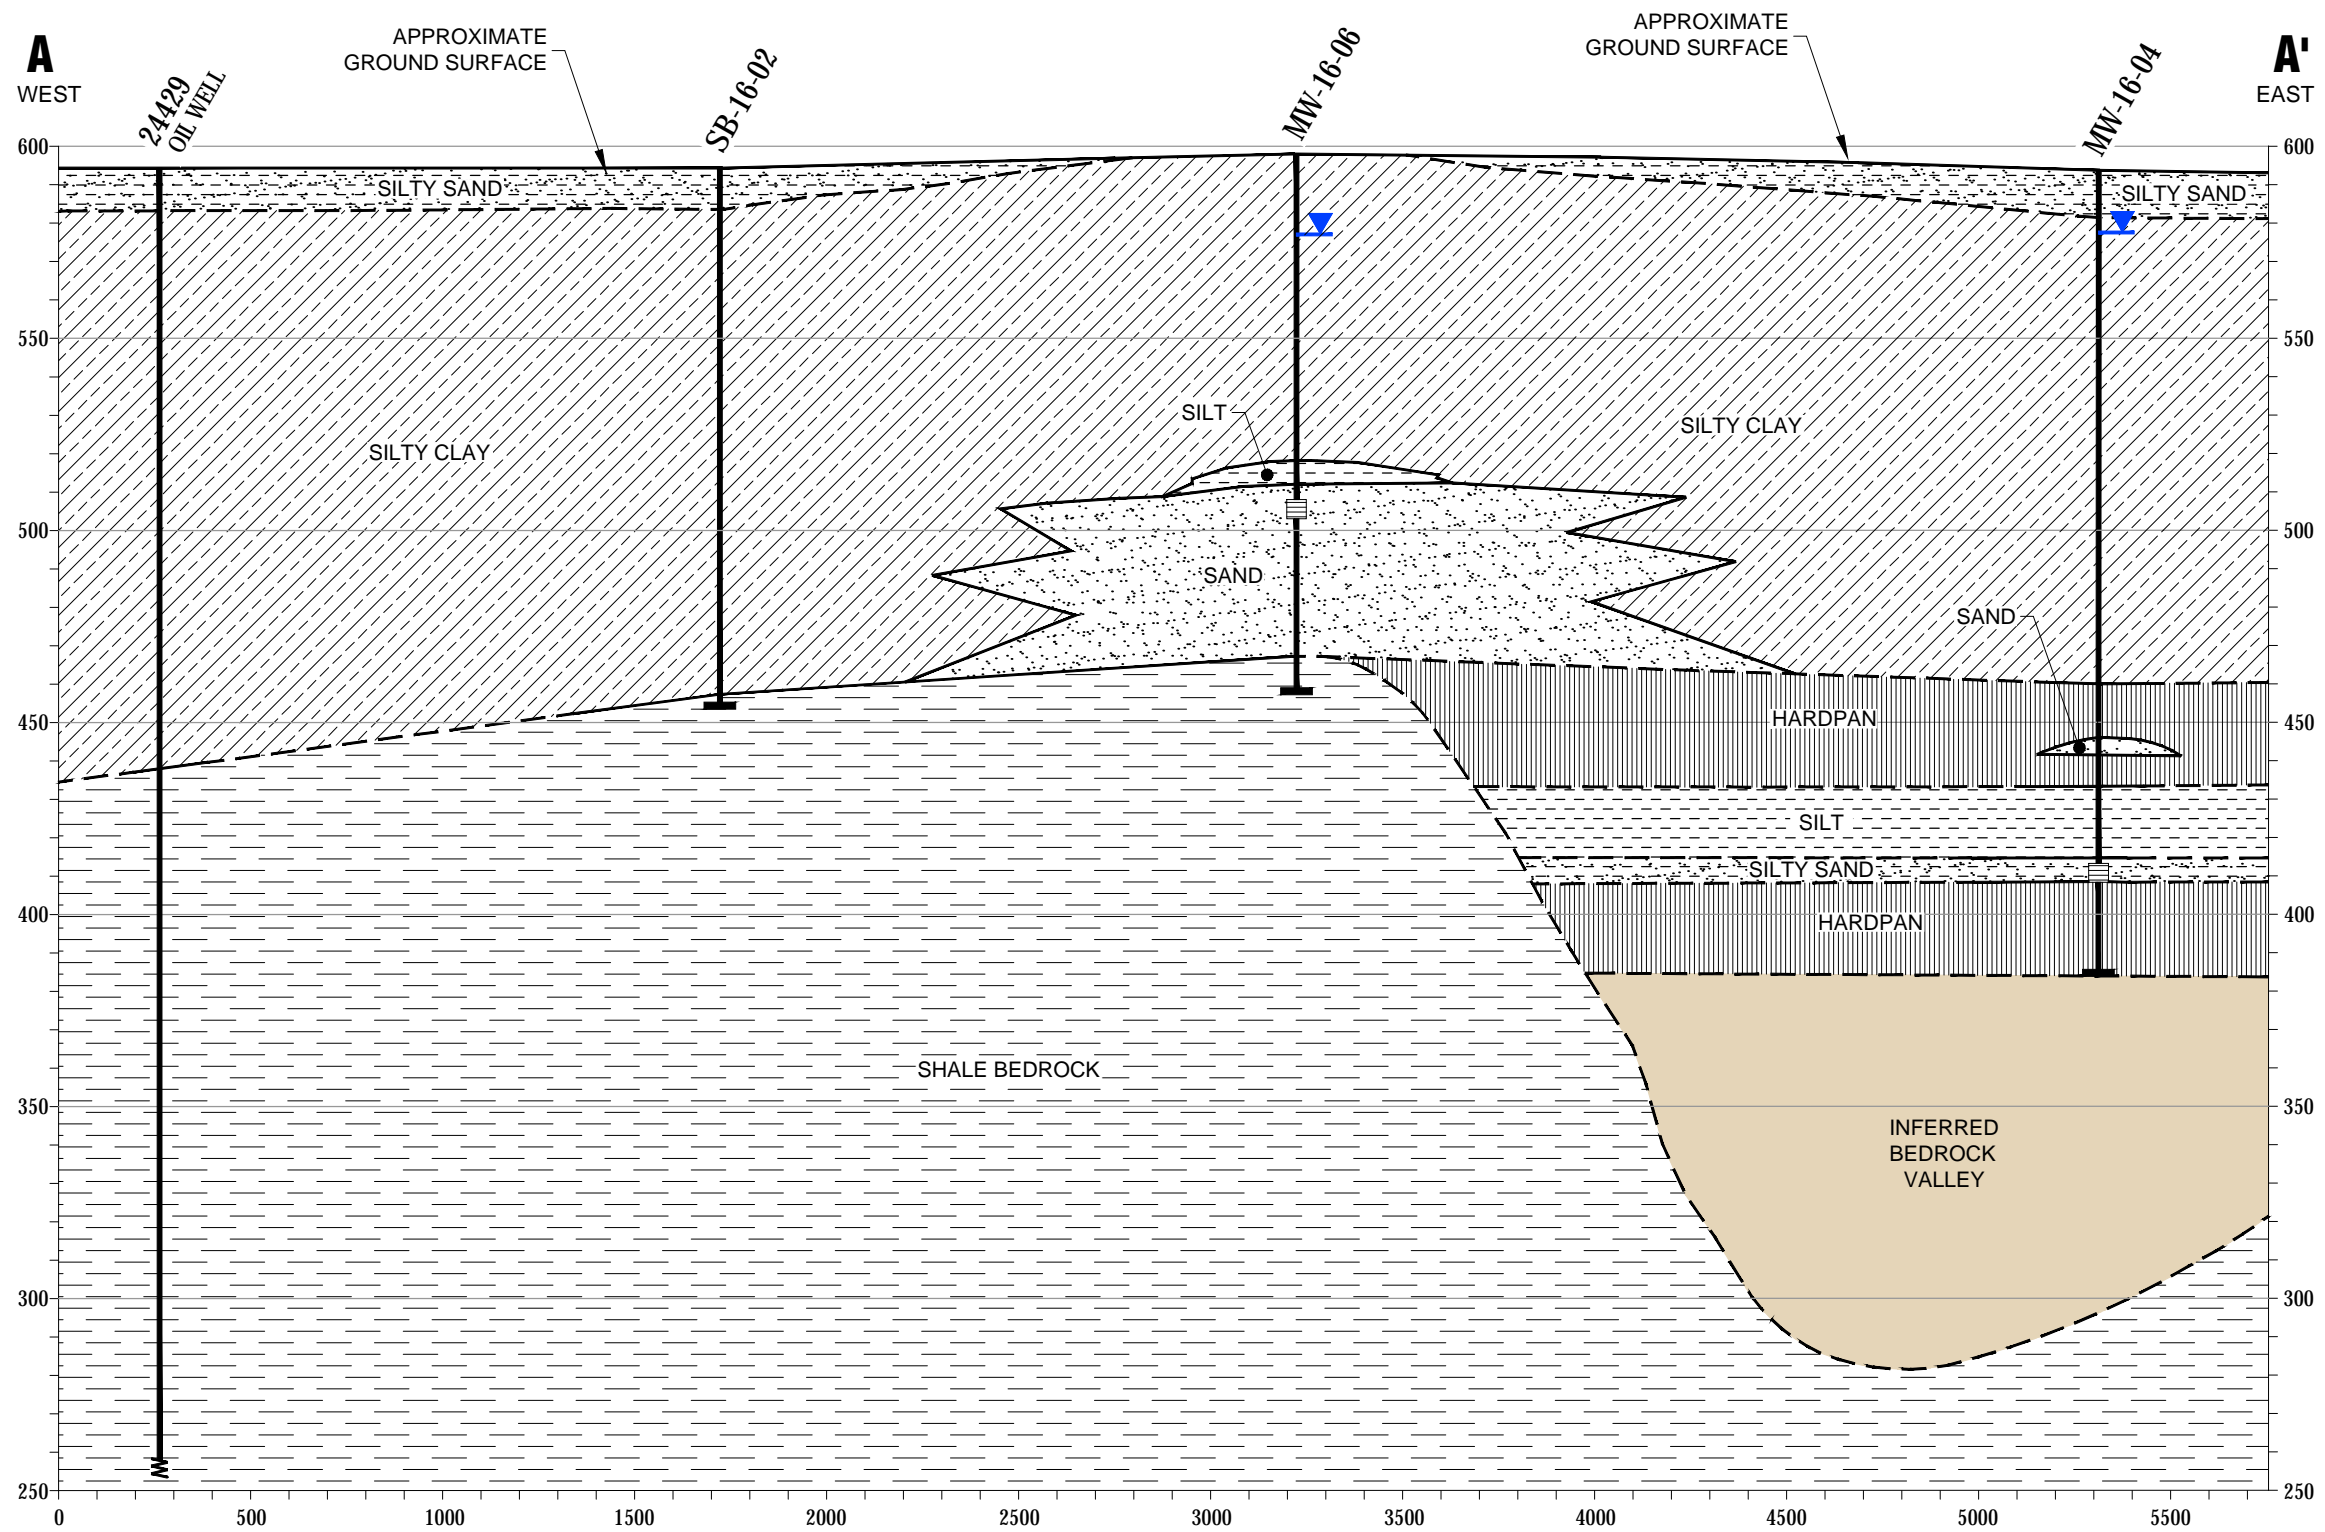 A
WEST
24429
OIL WELL
APPROXIMATE
GROUND SURFACE
SB-16-02
MW-16-06
APPROXIMATE
GROUND SURFACE
MW-16-04
A'
EAST
600
600
SILTY SAND
SILTY SAND
550
550
SILT
SILTY CLAY
SILTY CLAY
500
500
SAND
SAND
450
450
HARDPAN
SILT
SILTY SAND
400
400
HARDPAN
SHALE BEDROCK
350
350
INFERRED
BEDROCK
VALLEY
300
300
250
250
0 500 1000 1500 2000 2500 3000 3500 4000 4500 5000 5500